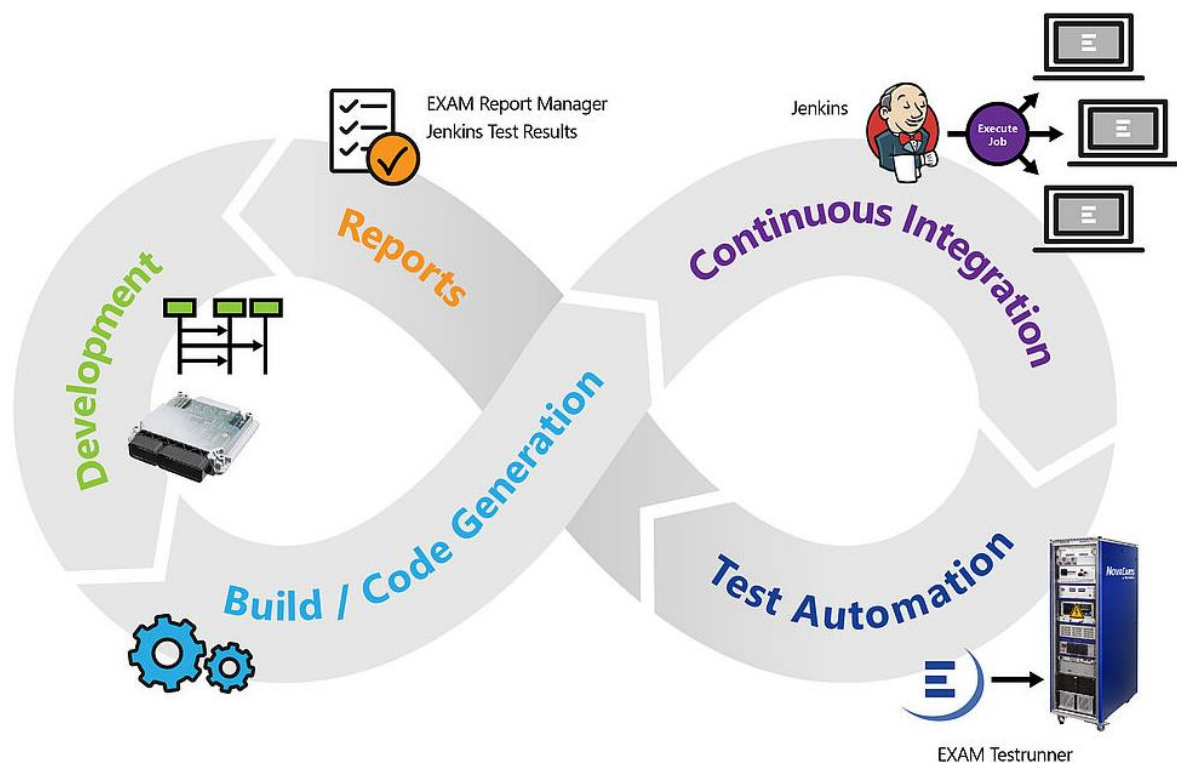 EXAM Report Manager
Jenkins Test Results
Jenkins
Execute
Job
Reports
Continuous Integration
Development
Build / Code Generation
Test Automation
NOVACARTS
EXAM Testrunner